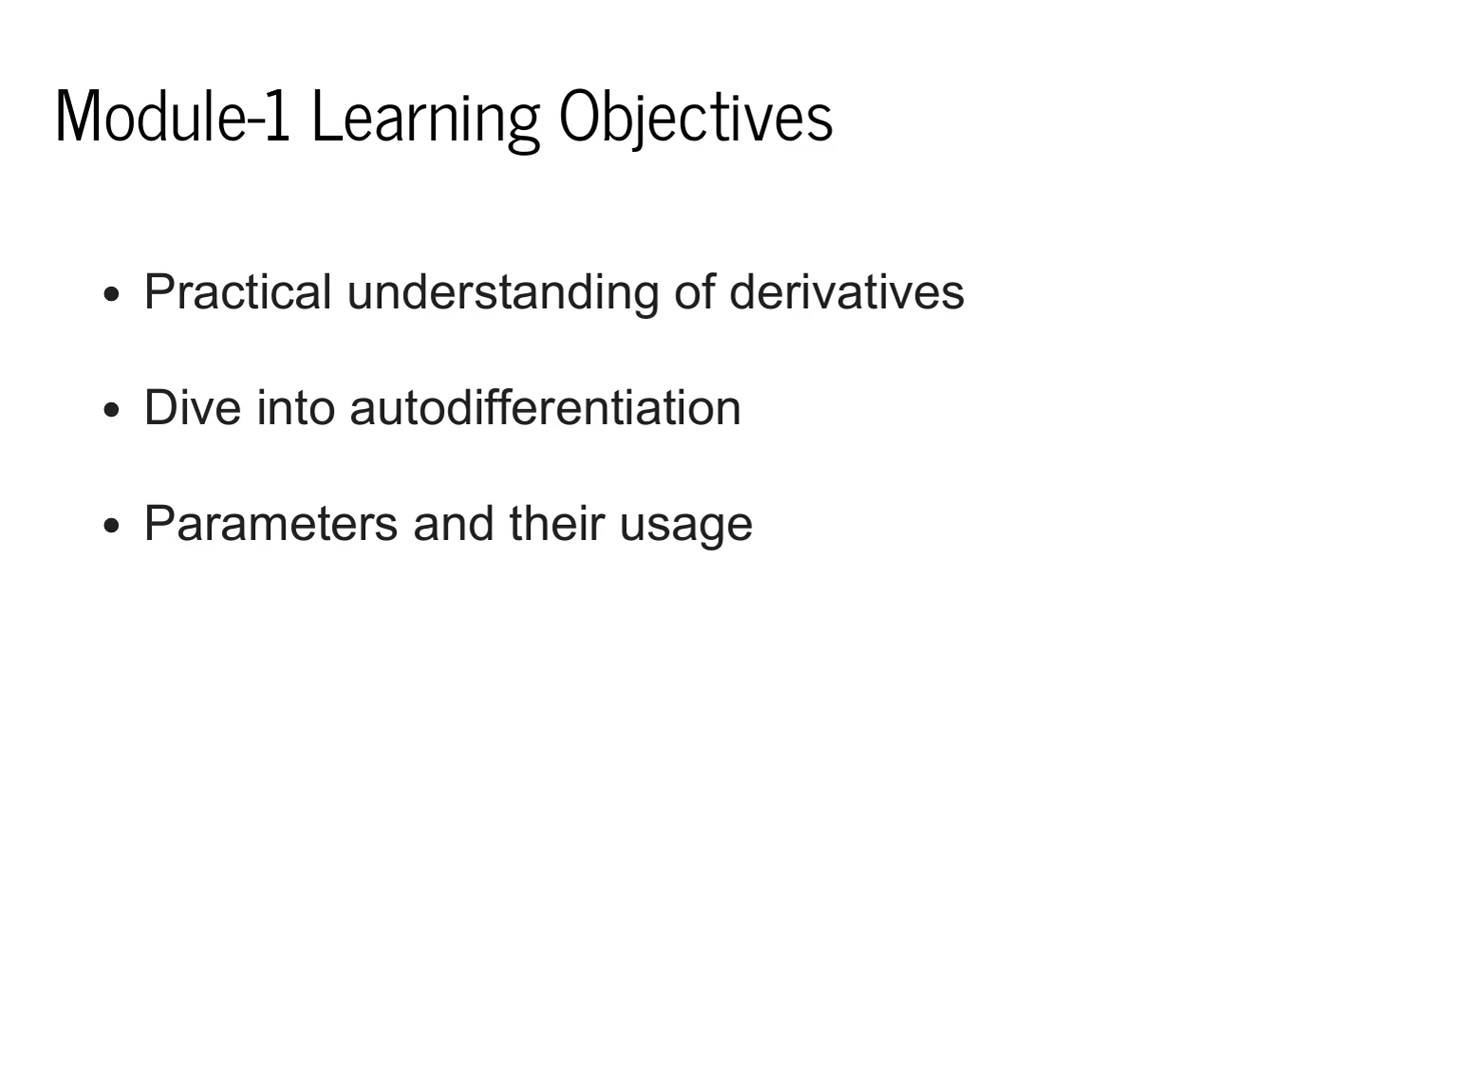 Module-1 Learning Objectives
• Practical understanding of derivatives
• Dive into autodifferentiation
• Parameters and their usage